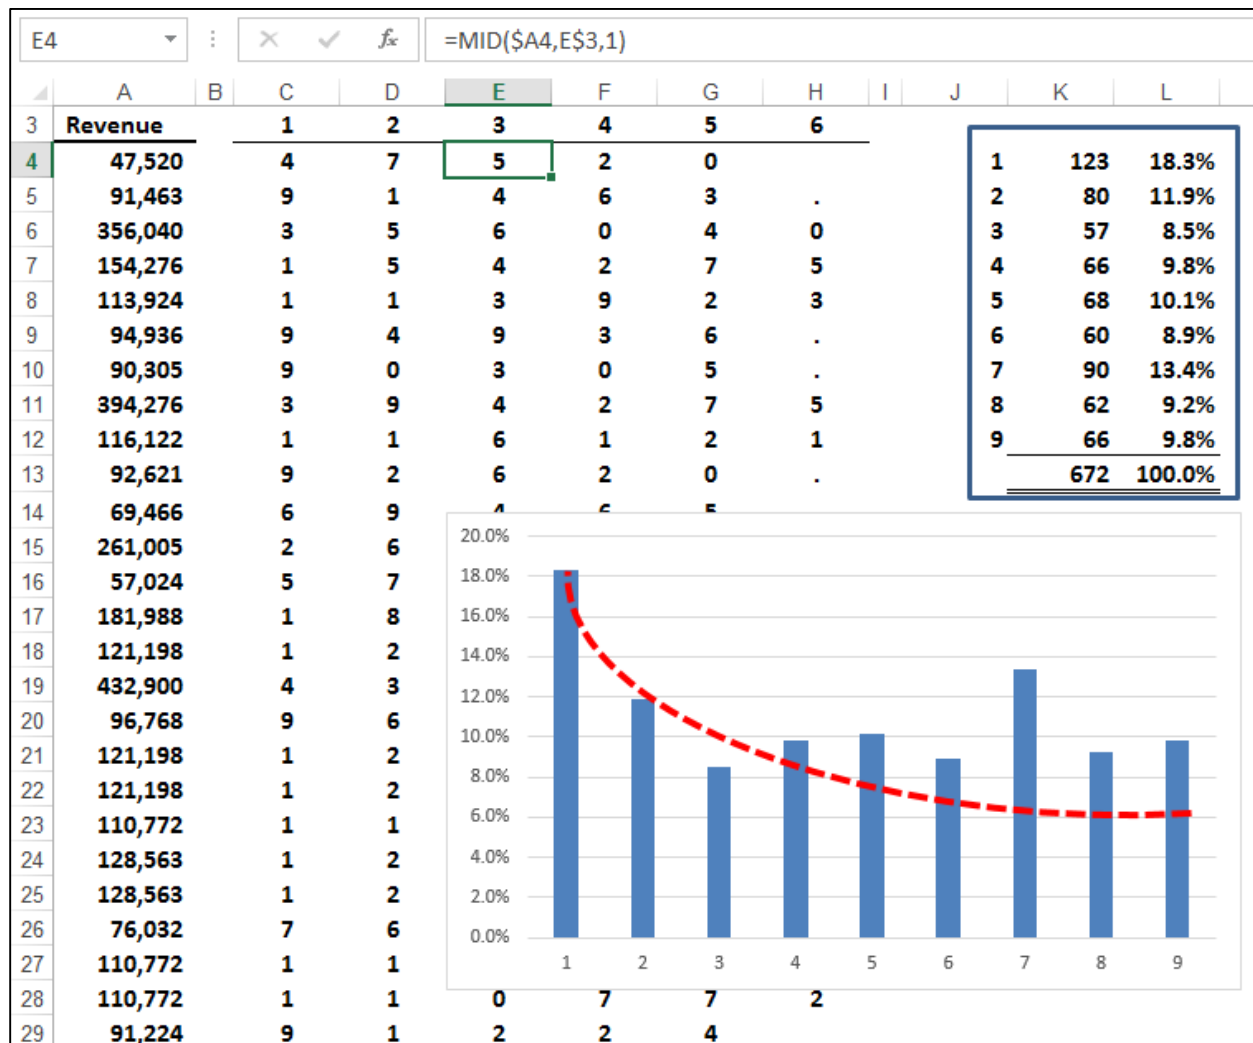 E4 fx =MID($A4,E$3,1)
A B C D E F G H I J K L
3 Revenue 1 2 3 4 5 6
4 47,520 4 7 5 2 0 1 123 18.3%
5 91,463 9 1 4 6 3 . 2 80 11.9%
6 356,040 3 5 6 0 4 0 3 57 8.5%
7 154,276 1 5 4 2 7 5 4 66 9.8%
8 113,924 1 1 3 9 2 3 5 68 10.1%
9 94,936 9 4 9 3 6 . 6 60 8.9%
10 90,305 9 0 3 0 5 . 7 90 13.4%
11 394,276 3 9 4 2 7 5 8 62 9.2%
12 116,122 1 1 6 1 2 1 9 66 9.8%
13 92,621 9 2 6 2 0 . 672 100.0%
14 69,466 6 9 4 6 5
15 261,005 2 6
16 57,024 5 7
17 181,988 1 8
18 121,198 1 2
19 432,900 4 3
20 96,768 9 6
21 121,198 1 2
22 121,198 1 2
23 110,772 1 1
24 128,563 1 2
25 128,563 1 2
26 76,032 7 6
27 110,772 1 1
28 110,772 1 1 0 7 7 2
29 91,224 9 1 2 2 4
20.0%
18.0%
16.0%
14.0%
12.0%
10.0%
8.0%
6.0%
4.0%
2.0%
0.0%
1 2 3 4 5 6 7 8 9